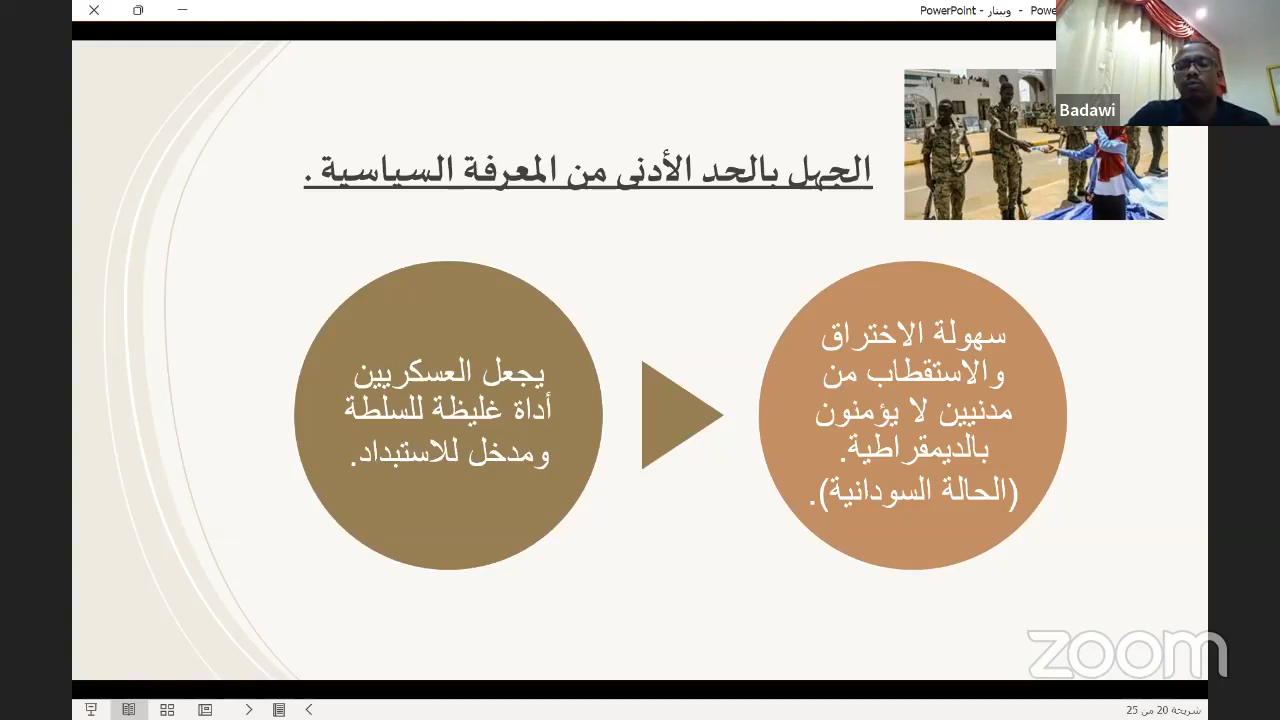 PowerPoint - وبينار - Powe
Badawi
الجهل بالحد الأدنى من المعرفة السياسية .
سهولة الاختراق
والاستقطاب من
مدنيين لا يؤمنون
بالديمقراطية.
(الحالة السودانية).
يجعل العسكريين
أداة غليظة للسلطة
ومدخل للاستبداد.
zoom
شريحة 20 من 25